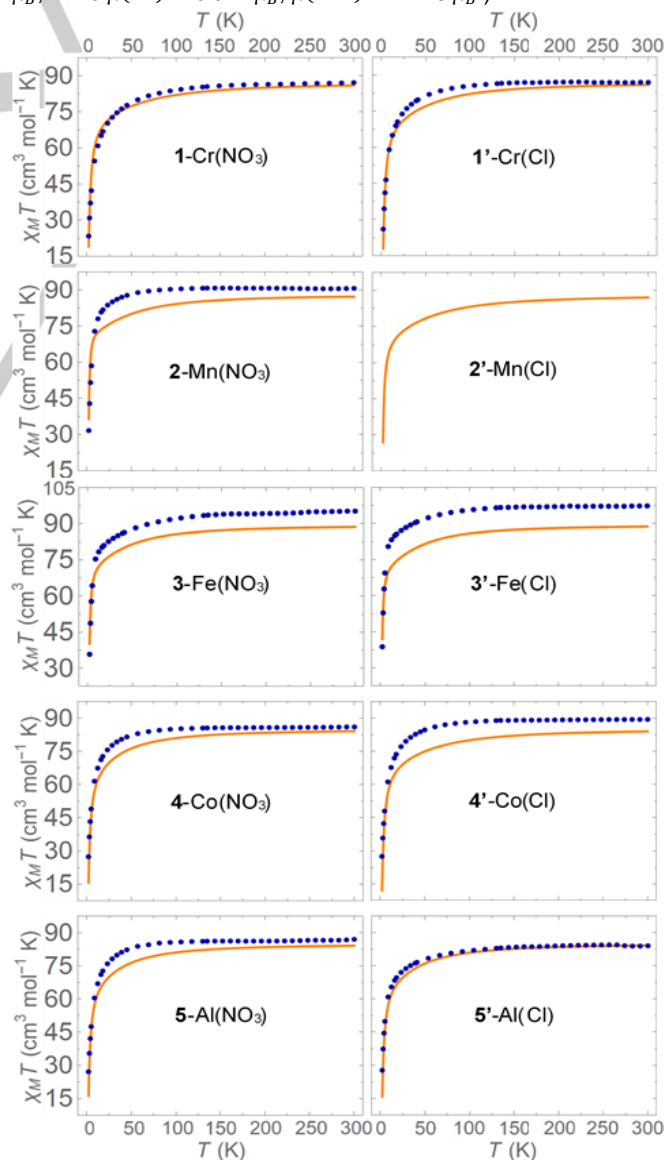 T (K) T (K)
0 50 100 150 200 250 300 0 50 100 150 200 250 300
χMT (cm³ mol⁻¹ K)
90
75
60
45
30
15
1-Cr(NO₃)
1'-Cr(Cl)
χMT (cm³ mol⁻¹ K)
90
75
60
45
30
15
2-Mn(NO₃)
2'-Mn(Cl)
χMT (cm³ mol⁻¹ K)
105
90
75
60
45
30
3-Fe(NO₃)
3'-Fe(Cl)
χMT (cm³ mol⁻¹ K)
90
75
60
45
30
15
4-Co(NO₃)
4'-Co(Cl)
χMT (cm³ mol⁻¹ K)
90
75
60
45
30
15
5-Al(NO₃)
5'-Al(Cl)
0 50 100 150 200 250 300 0 50 100 150 200 250 300
T (K) T (K)